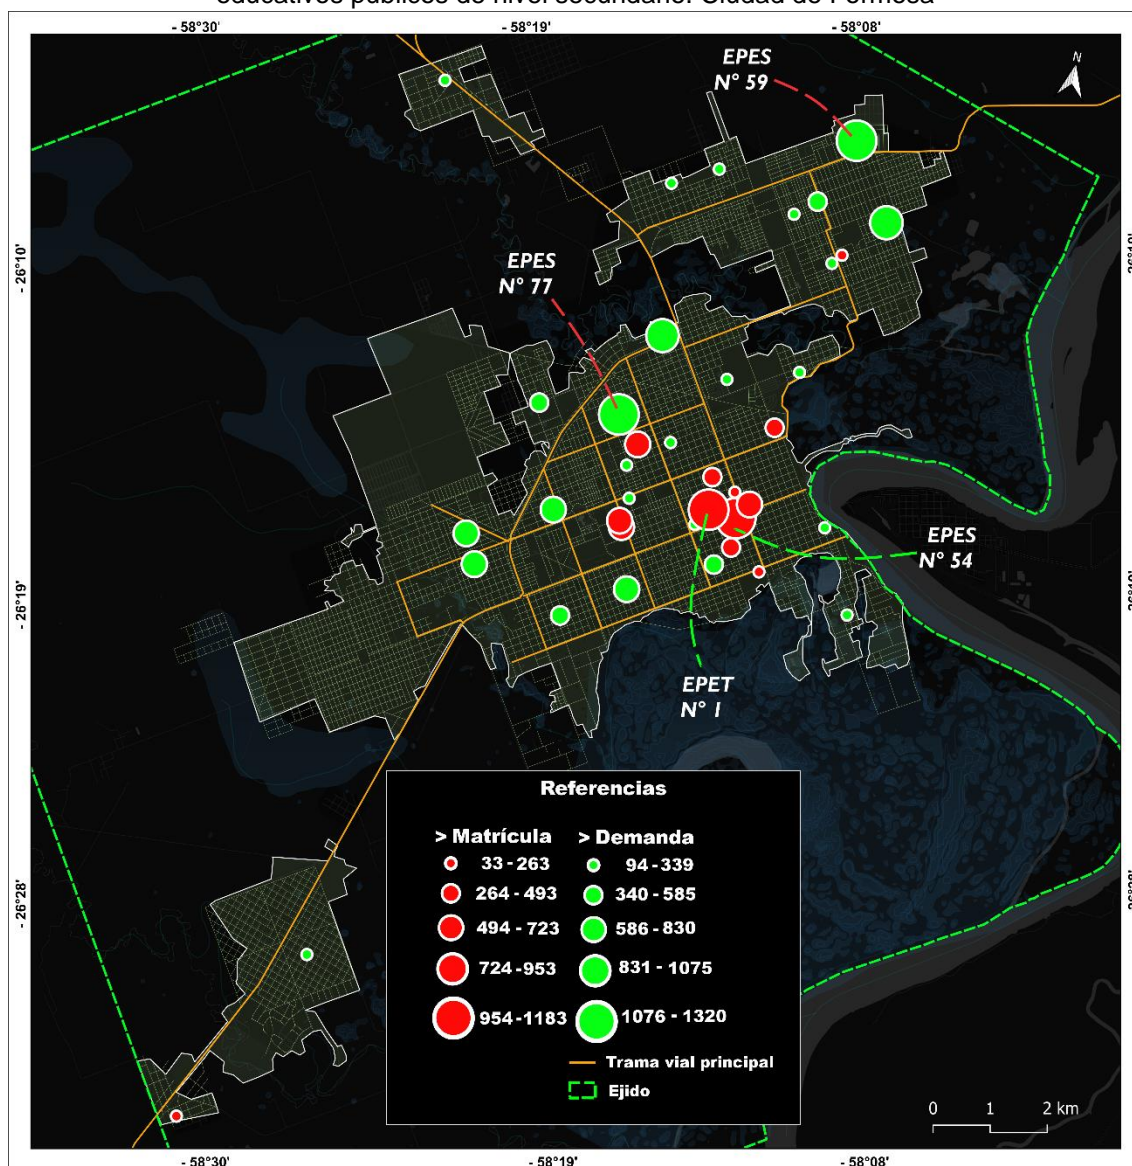 educativos públicos de nivel secundario. Ciudad de Formosa
- 58°30'
- 58°19'
- 58°08'
EPES
N° 59
N
- 26°10'
EPES
N° 77
EPES
N° 54
- 26°19'
EPET
N° 1
Referencias
> Matrícula
> Demanda
33 - 263
94 - 339
264 - 493
340 - 585
494 - 723
586 - 830
724 - 953
831 - 1075
954 - 1183
1076 - 1320
Trama vial principal
Ejido
- 26°28'
0
1
2 km
- 58°30'
- 58°19'
- 58°08'